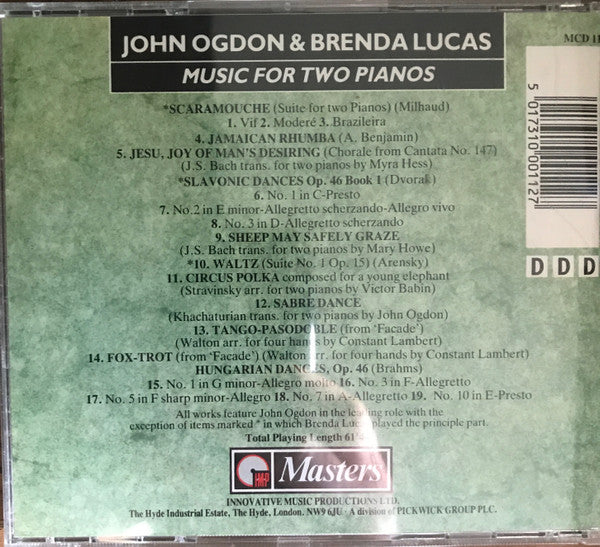 JOHN OGDON & BRENDA LUCAS
MUSIC FOR TWO PIANOS
MCD 11
*SCARAMOUCHE (Suite for two Pianos) (Milhaud)
1. Vif 2. Moderé 3. Brazileira
4. JAMAICAN RHUMBA (A. Benjamin)
5. JESU, JOY OF MAN'S DESIRING (Chorale from Cantata No. 147)
(J.S. Bach trans. for two pianos by Myra Hess)
*SLAVONIC DANCES Op. 46 Book 1 (Dvorak)
6. No. 1 in C-Presto
7. No.2 in E minor-Allegretto scherzando-Allegro vivo
8. No. 3 in D-Allegretto scherzando
9. SHEEP MAY SAFELY GRAZE
(J.S. Bach trans. for two pianos by Mary Howe)
*10. WALTZ (Suite No. 1 Op. 15) (Arensky)
11. CIRCUS POLKA composed for a young elephant
(Stravinsky arr. for two pianos by Victor Babin)
12. SABRE DANCE
(Khachaturian trans. for two pianos by John Ogdon)
13. TANGO-PASODOBLE (from 'Facade')
(Walton arr. for four hands by Constant Lambert)
14. FOX-TROT (from 'Facade') (Walton arr. for four hands by Constant Lambert)
HUNGARIAN DANCES, Op. 46 (Brahms)
15. No. 1 in G minor-Allegro molto 16. No. 3 in F-Allegretto
17. No. 5 in F sharp minor-Allegro 18. No. 7 in A-Allegretto 19. No. 10 in E-Presto
All works feature John Ogdon in the leading role with the
exception of items marked * in which Brenda Lucas played the principle part.
Total Playing Length
IMP Masters
INNOVATIVE MUSIC PRODUCTIONS LTD.
The Hyde Industrial Estate, The Hyde, London. NW9 6JU · A division of PICKWICK GROUP PLC.
5 017310 001127
D D D